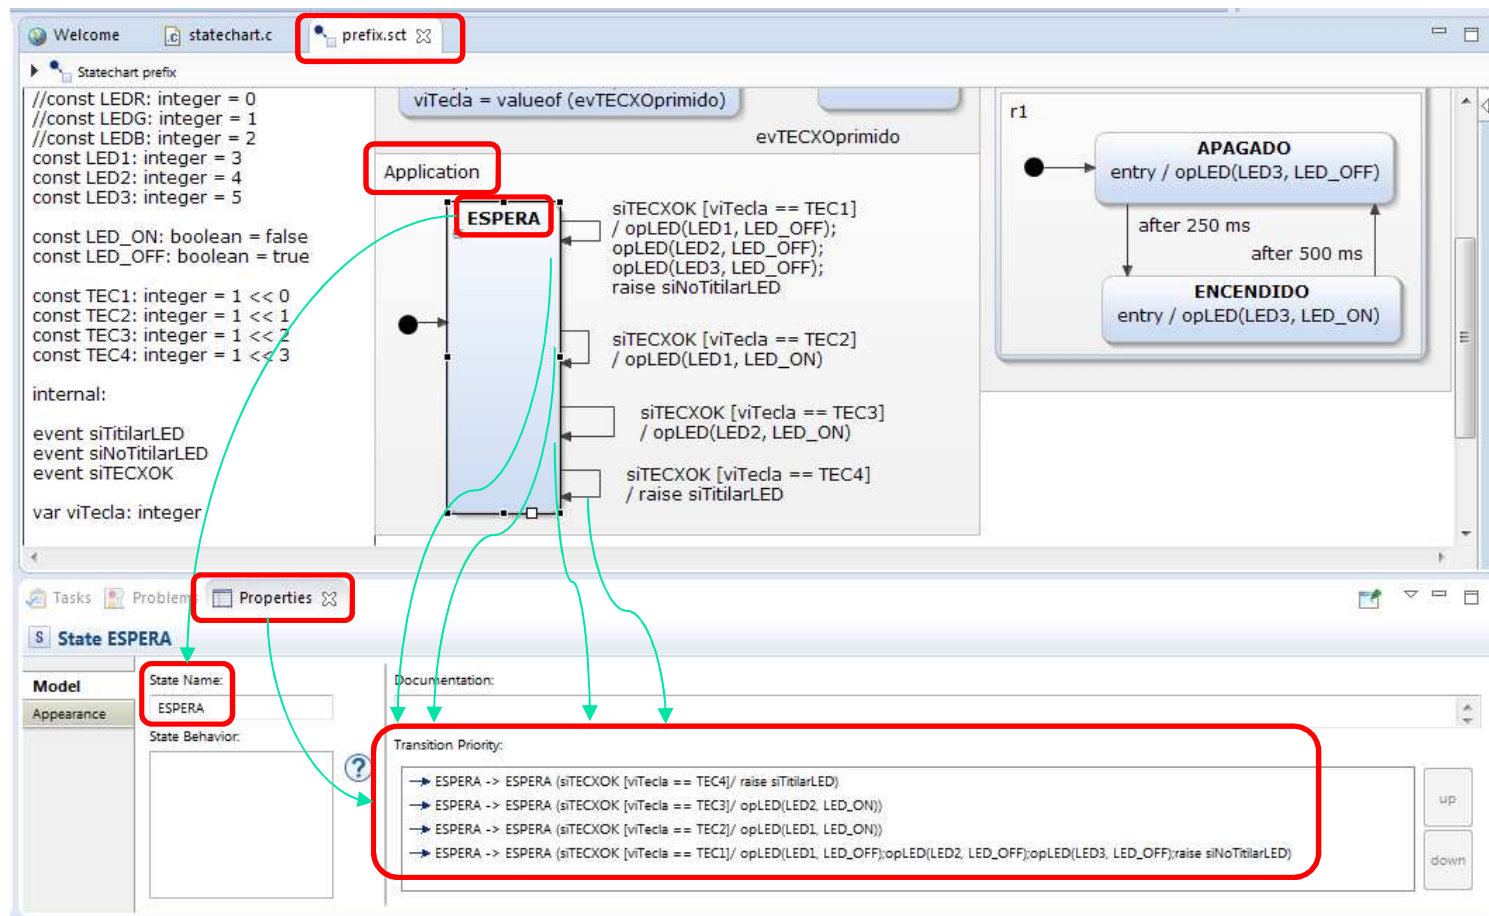 Welcome
statechart.c
prefix.sct
Statechart prefix
//const LEDR: integer = 0
//const LEDG: integer = 1
//const LEDB: integer = 2
const LED1: integer = 3
const LED2: integer = 4
const LED3: integer = 5
const LED_ON: boolean = false
const LED_OFF: boolean = true
const TEC1: integer = 1 << 0
const TEC2: integer = 1 << 1
const TEC3: integer = 1 << 2
const TEC4: integer = 1 << 3
internal:
event siTitilarLED
event siNoTitilarLED
event siTECXOK
var viTecla: integer
viTecla = valueof (evTECXOprimido)
evTECXOprimido
Application
ESPERA
siTECXOK [viTecla == TEC1]
/ opLED(LED1, LED_OFF);
opLED(LED2, LED_OFF);
opLED(LED3, LED_OFF);
raise siNoTitilarLED
siTECXOK [viTecla == TEC2]
/ opLED(LED1, LED_ON)
siTECXOK [viTecla == TEC3]
/ opLED(LED2, LED_ON)
siTECXOK [viTecla == TEC4]
/ raise siTitilarLED
r1
APAGADO
entry / opLED(LED3, LED_OFF)
after 250 ms
after 500 ms
ENCENDIDO
entry / opLED(LED3, LED_ON)
Tasks
Problems
Properties
S State ESPERA
Model
Appearance
State Name:
ESPERA
State Behavior:
?
Documentation:
Transition Priority:
ESPERA -> ESPERA (siTECXOK [viTecla == TEC4]/ raise siTitilarLED)
ESPERA -> ESPERA (siTECXOK [viTecla == TEC3]/ opLED(LED2, LED_ON))
ESPERA -> ESPERA (siTECXOK [viTecla == TEC2]/ opLED(LED1, LED_ON))
ESPERA -> ESPERA (siTECXOK [viTecla == TEC1]/ opLED(LED1, LED_OFF);opLED(LED2, LED_OFF);opLED(LED3, LED_OFF);raise siNoTitilarLED)
up
down